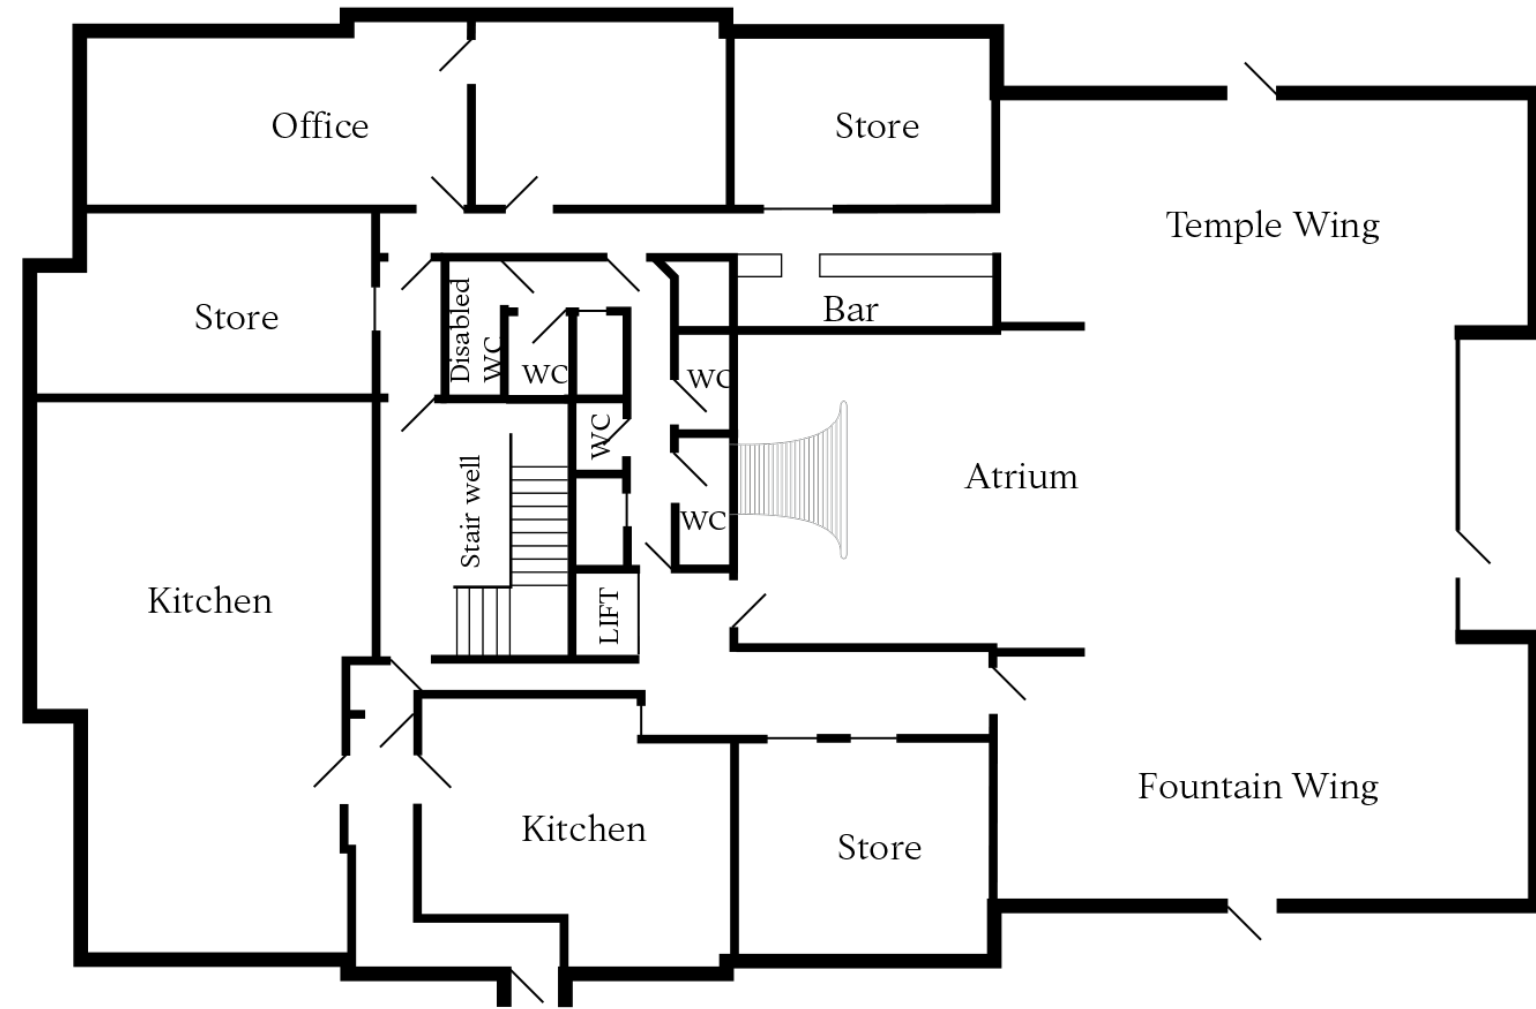 Office
Store
Temple Wing
Store
Disabled
WC
WC
Bar
WC
WC
Stair well
Atrium
WC
Kitchen
LIFT
Fountain Wing
Kitchen
Store